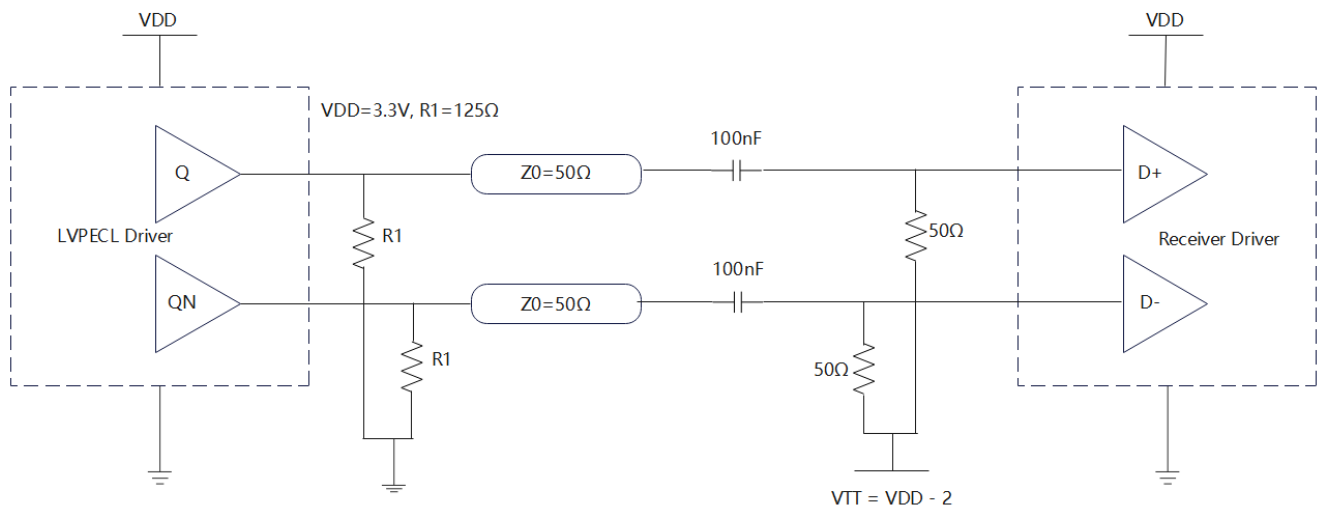 VDD
VDD
VDD=3.3V, R1=125Ω
100nF
Q
Z0=50Ω
D+
LVPECL Driver
R1
50Ω
Receiver Driver
100nF
QN
Z0=50Ω
D-
R1
50Ω
VTT = VDD - 2